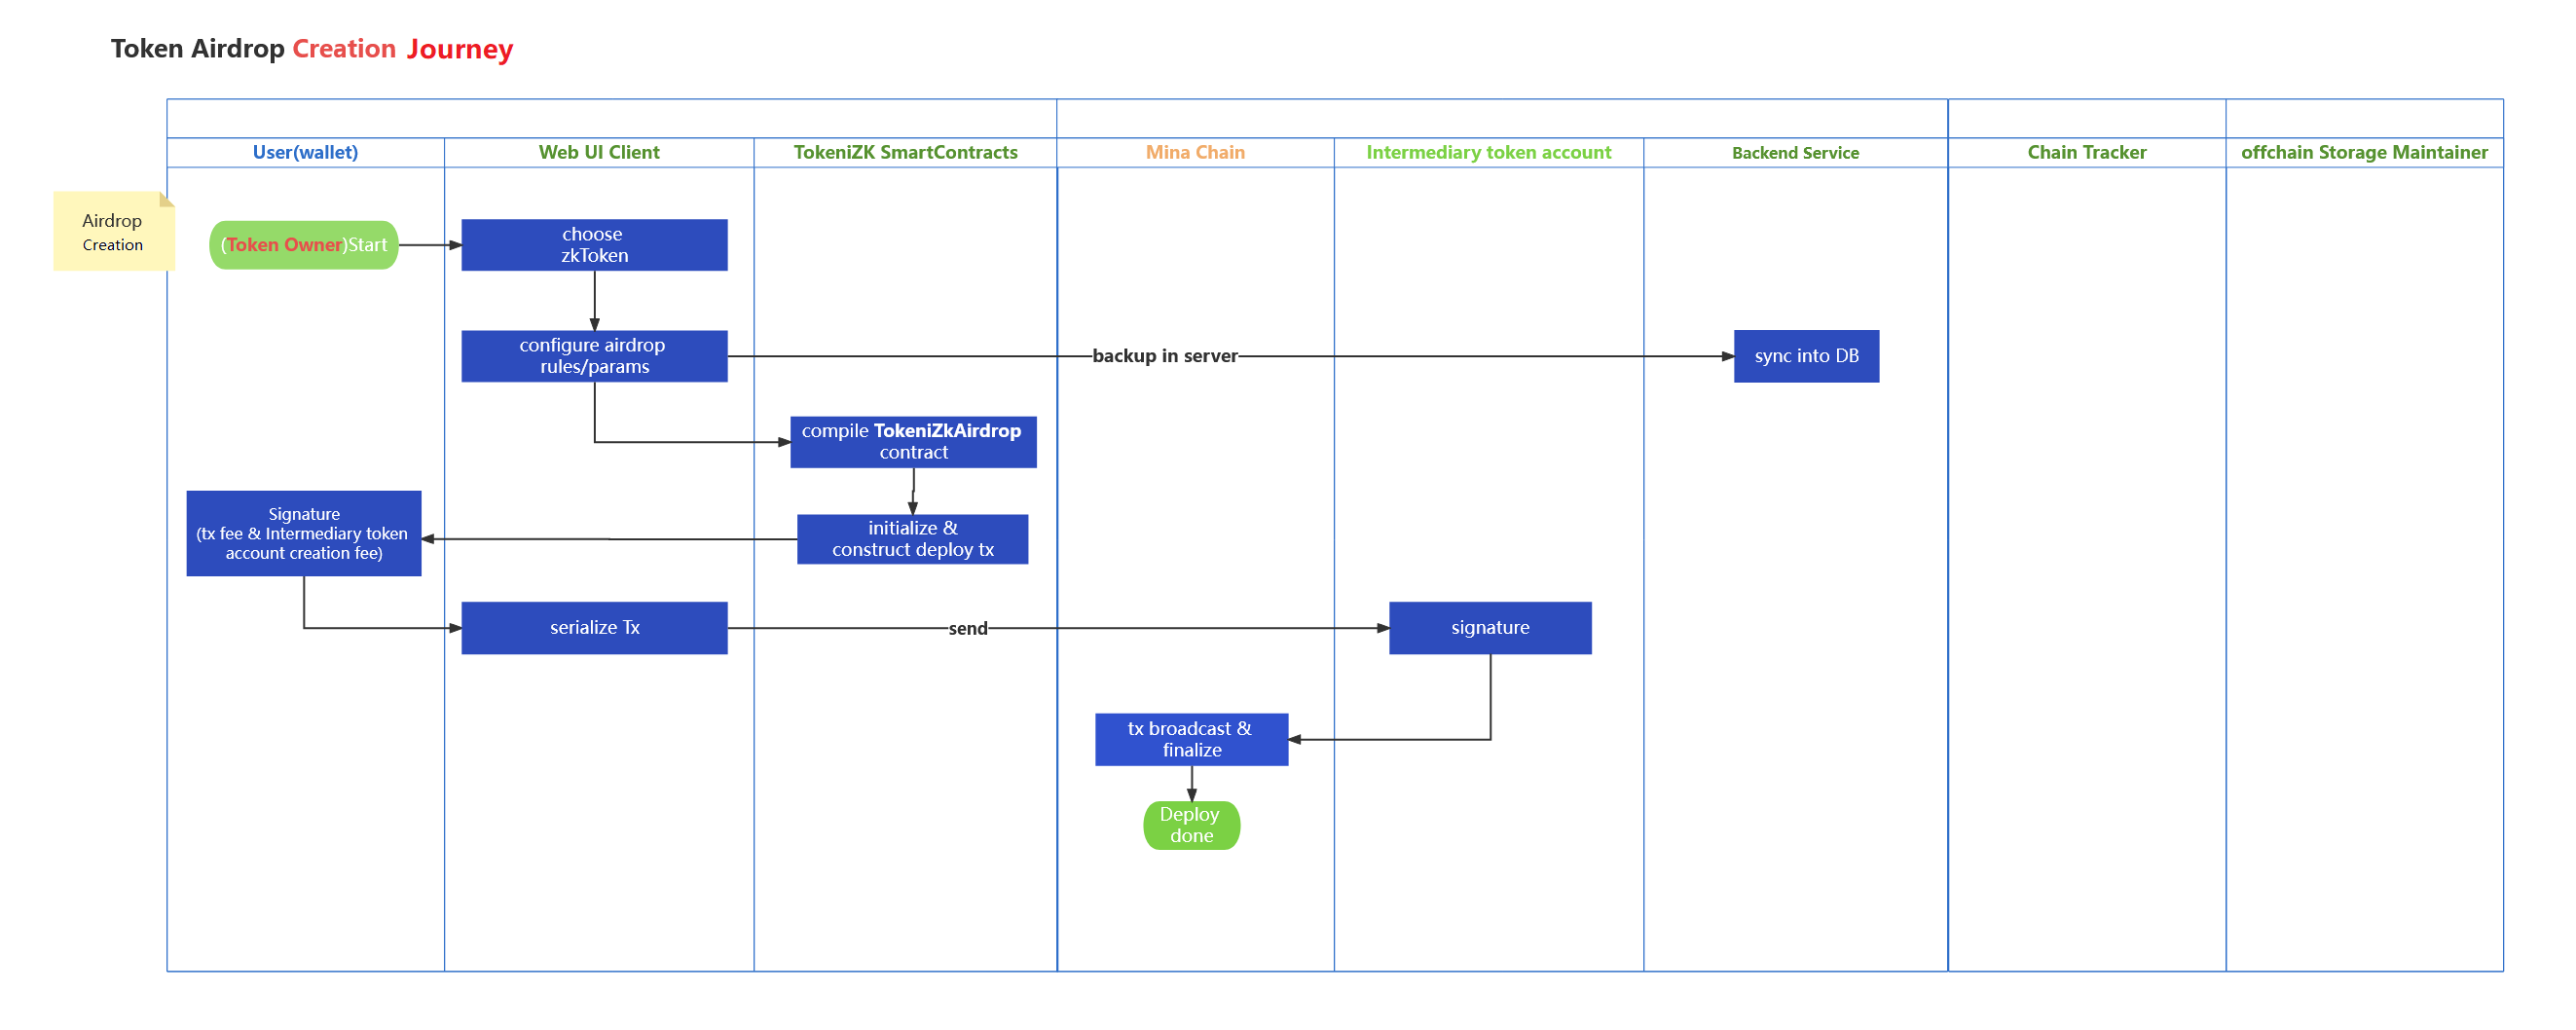 Token Airdrop Creation Journey
User(wallet)
Web UI Client
TokeniZK SmartContracts
Mina Chain
Intermediary token account
Backend Service
Chain Tracker
offchain Storage Maintainer
Airdrop
Creation
(Token Owner)Start
choose
zkToken
configure airdrop
rules/params
backup in server
sync into DB
compile TokeniZkAirdrop
contract
initialize &
construct deploy tx
Signature
(tx fee & Intermediary token
account creation fee)
serialize Tx
send
signature
tx broadcast &
finalize
Deploy
done